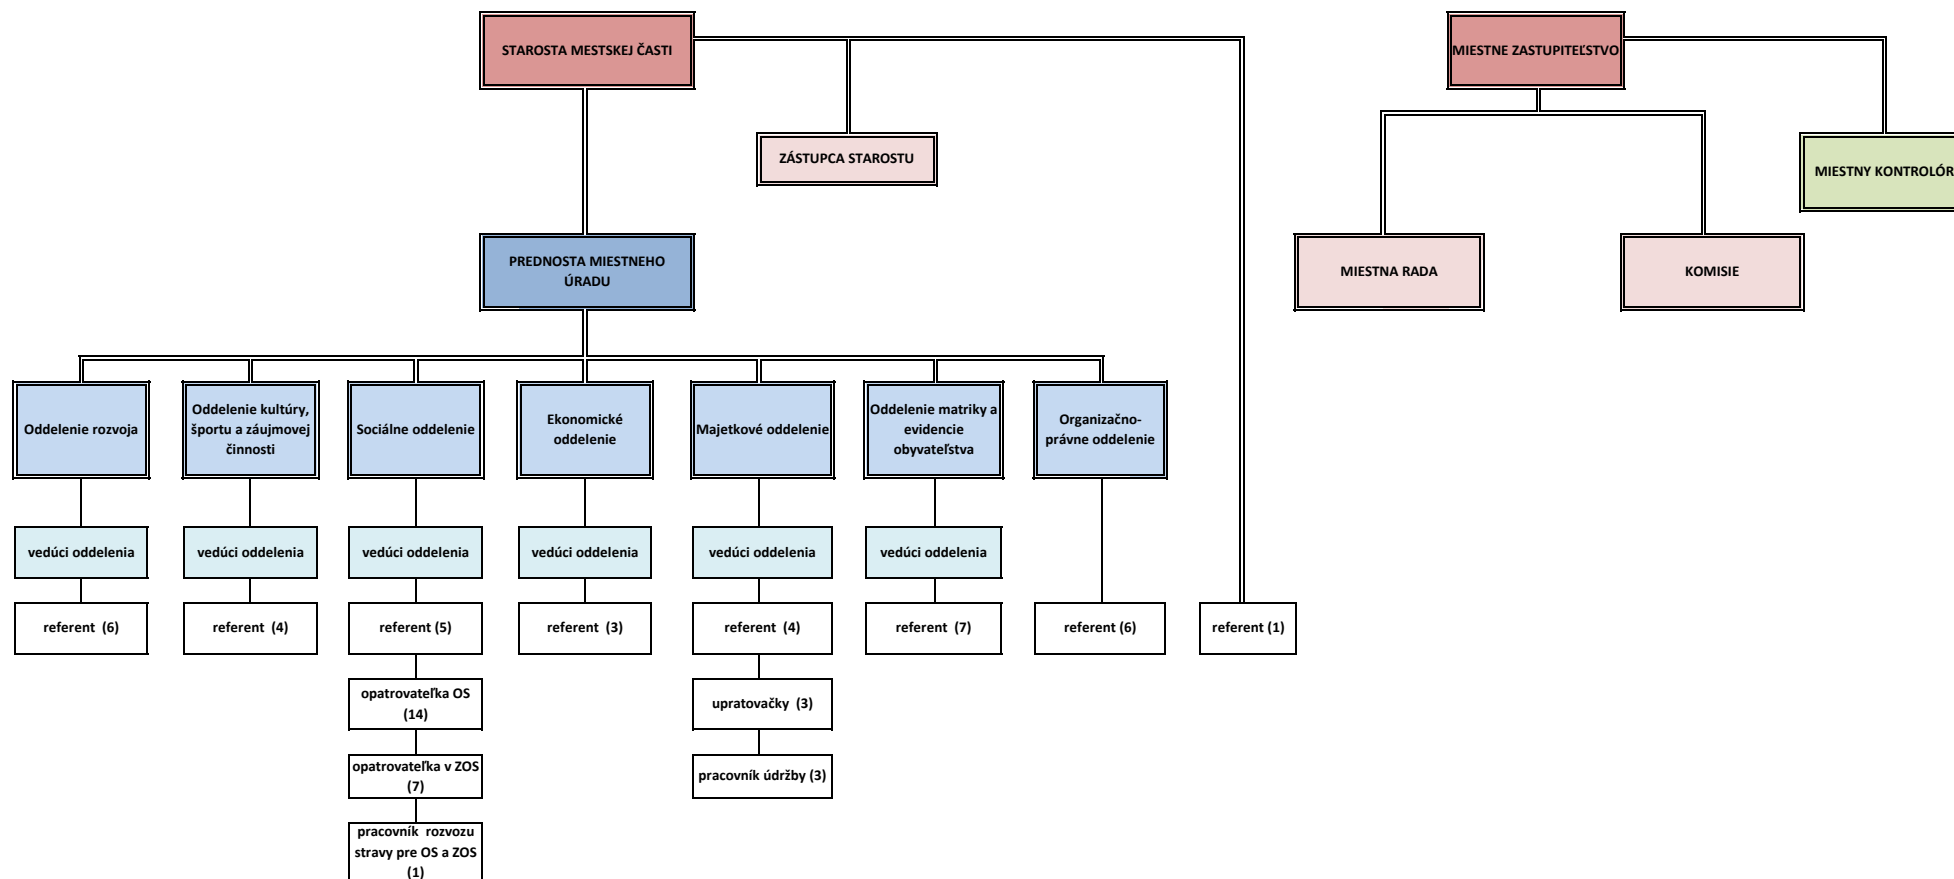 STAROSTA MESTSKEJ ČASTI
MIESTNE ZASTUPITEĽSTVO
ZÁSTUPCA STAROSTU
MIESTNY KONTROLÓR
PREDNOSTA MIESTNEHO
ÚRADU
MIESTNA RADA
KOMISIE
Oddelenie rozvoja
Oddelenie kultúry,
športu a záujmovej
činnosti
Sociálne oddelenie
Ekonomické
oddelenie
Majetkové oddelenie
Oddelenie matriky a
evidencie
obyvateľstva
Organizačno-
právne oddelenie
vedúci oddelenia
vedúci oddelenia
vedúci oddelenia
vedúci oddelenia
vedúci oddelenia
vedúci oddelenia
referent (6)
referent (4)
referent (5)
referent (3)
referent (4)
referent (7)
referent (6)
referent (1)
opatrovateľka OS
(14)
upratovačky (3)
opatrovateľka v ZOS
(7)
pracovník údržby (3)
pracovník rozvozu
stravy pre OS a ZOS
(1)